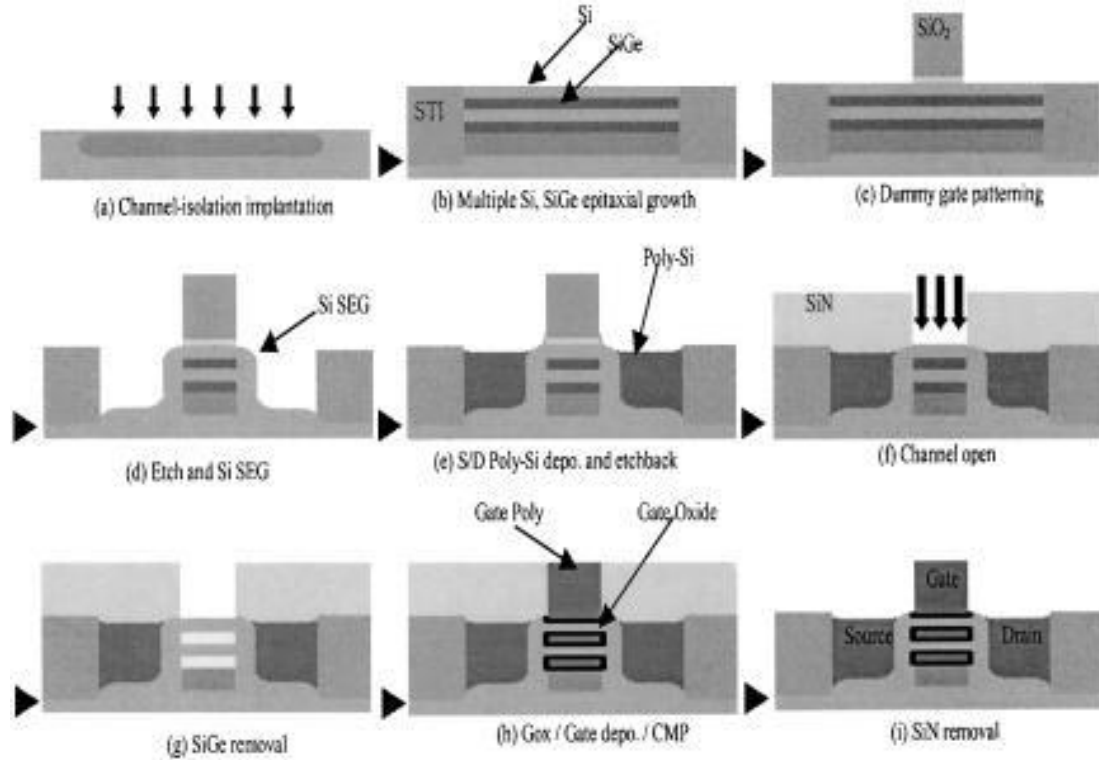 Si
SiGe
SiO₂
STI
(a) Channel-isolation implantation
(b) Multiple Si, SiGe epitaxial growth
(c) Dummy gate patterning
Si SEG
Poly-Si
SiN
(d) Etch and Si SEG
(e) S/D Poly-Si depo. and etchback
(f) Channel open
Gate Poly
Gate Oxide
Gate
Source
Drain
(g) SiGe removal
(h) Gox / Gate depo. / CMP
(i) SiN removal